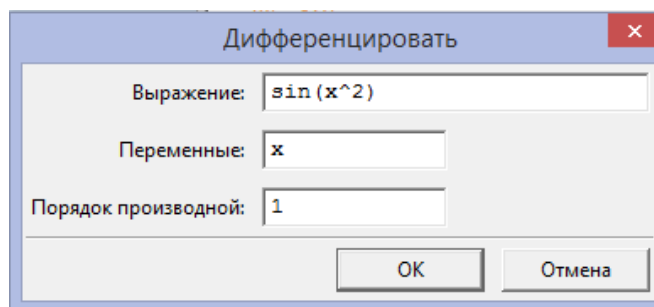 Дифференцировать
Выражение: sin(x^2)
Переменные: x
Порядок производной: 1
OK Отмена